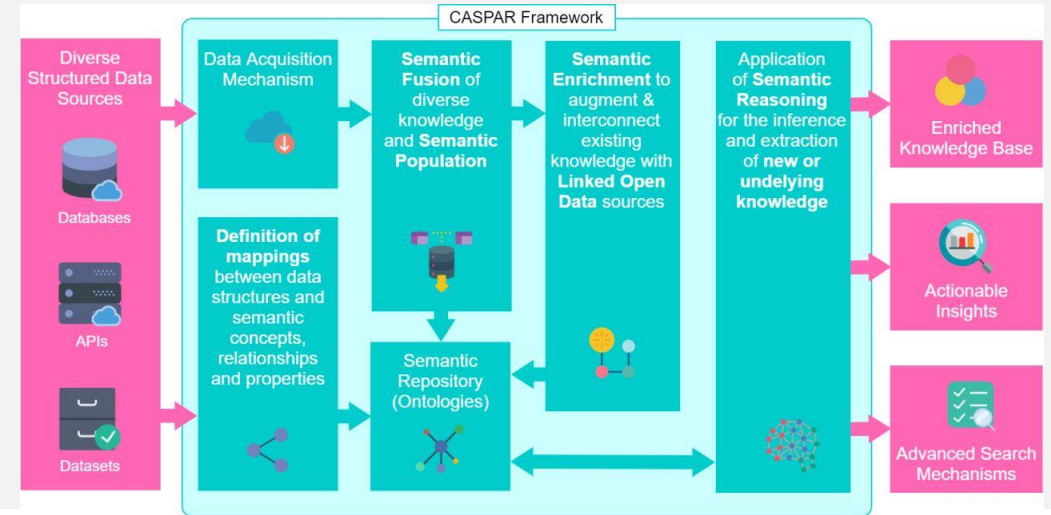 CASPAR Framework
Diverse
Structured Data
Sources
Databases
APIs
Datasets
Data Acquisition
Mechanism
Definition of
mappings
between data
structures and
semantic
concepts,
relationships
and properties
Semantic
Fusion of
diverse
knowledge
and Semantic
Population
Semantic
Repository
(Ontologies)
Semantic
Enrichment to
augment &
interconnect
existing
knowledge with
Linked Open
Data sources
Application
of Semantic
Reasoning
for the inference
and extraction
of new or
undelying
knowledge
Enriched
Knowledge Base
Actionable
Insights
Advanced Search
Mechanisms